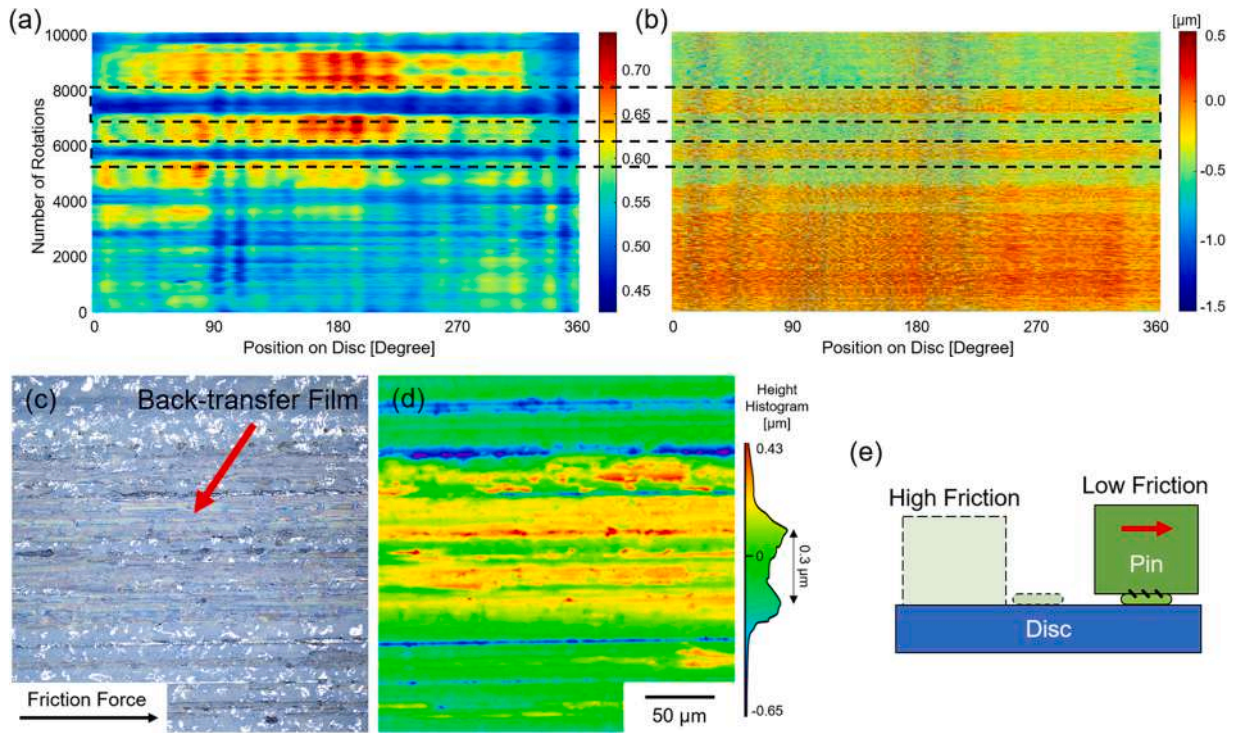 (a)
Number of Rotations
10000
8000
6000
4000
2000
0
0 90 180 270 360
Position on Disc [Degree]
0.70
0.65
0.60
0.55
0.50
0.45
(b)
[μm]
0.5
0.0
-0.5
-1.0
-1.5
0 90 180 270 360
Position on Disc [Degree]
(c)
Back-transfer Film
Friction Force
(d)
50 μm
Height
Histogram
[μm]
0.43
0
0.3 μm
-0.65
(e)
High Friction
Low Friction
Pin
Disc